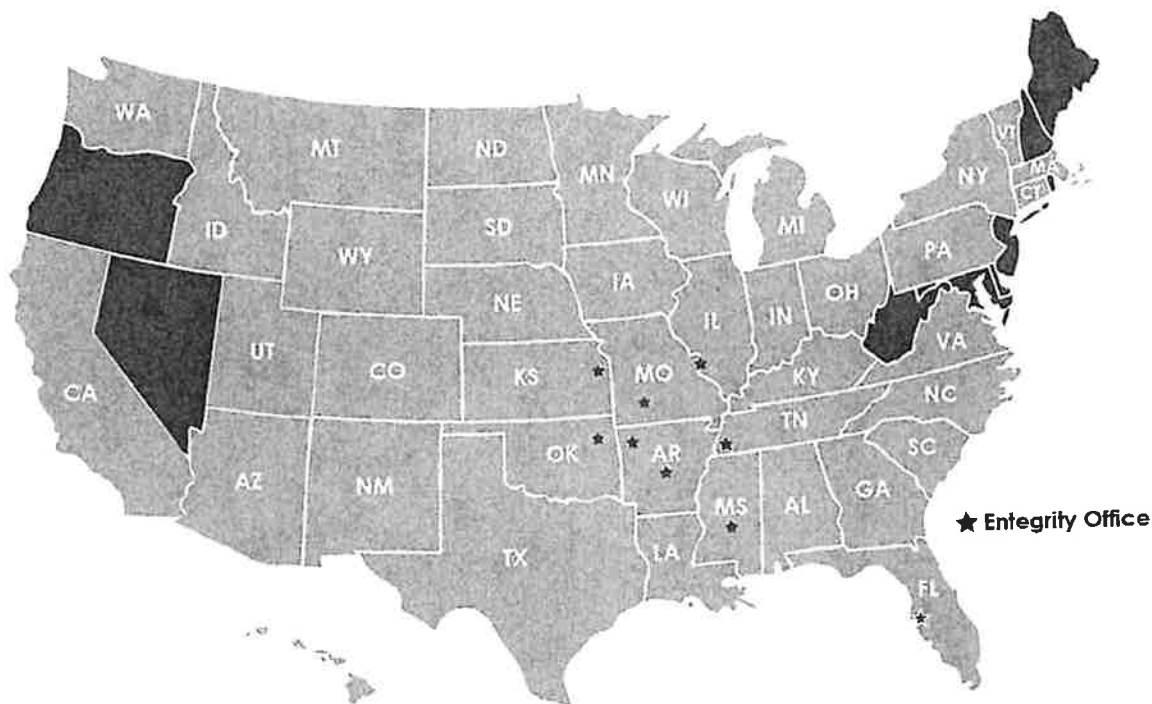 WA
MT
ND
MN
VT
MA
NY
CT
WI
ID
SD
MI
WY
PA
IA
NE
OH
IL
IN
UT
VA
CO
KS
MO
KY
CA
NC
TN
OK
AR
SC
AZ
NM
GA
MS
AL
★ Entegrity Office
TX
LA
FL